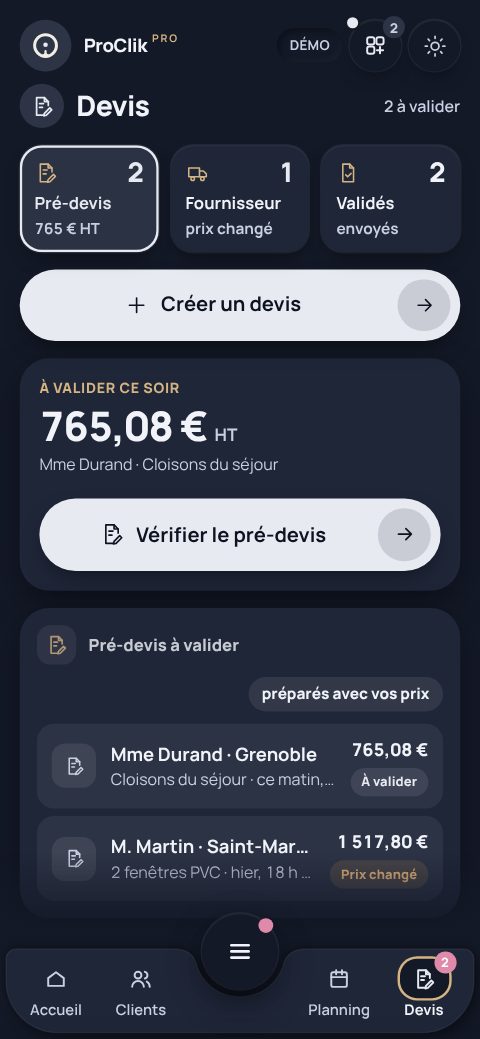 ProClik PRO
DÉMO
2
Devis
2 à valider
2
Pré-devis
765 € HT
1
Fournisseur
prix changé
2
Validés
envoyés
Créer un devis
À VALIDER CE SOIR
765,08 € HT
Mme Durand · Cloisons du séjour
Vérifier le pré-devis
Pré-devis à valider
préparés avec vos prix
Mme Durand · Grenoble
765,08 €
Cloisons du séjour · ce matin,…
À valider
M. Martin · Saint-Mar…
1 517,80 €
2 fenêtres PVC · hier, 18 h …
Prix changé
Accueil
Clients
Planning
2
Devis